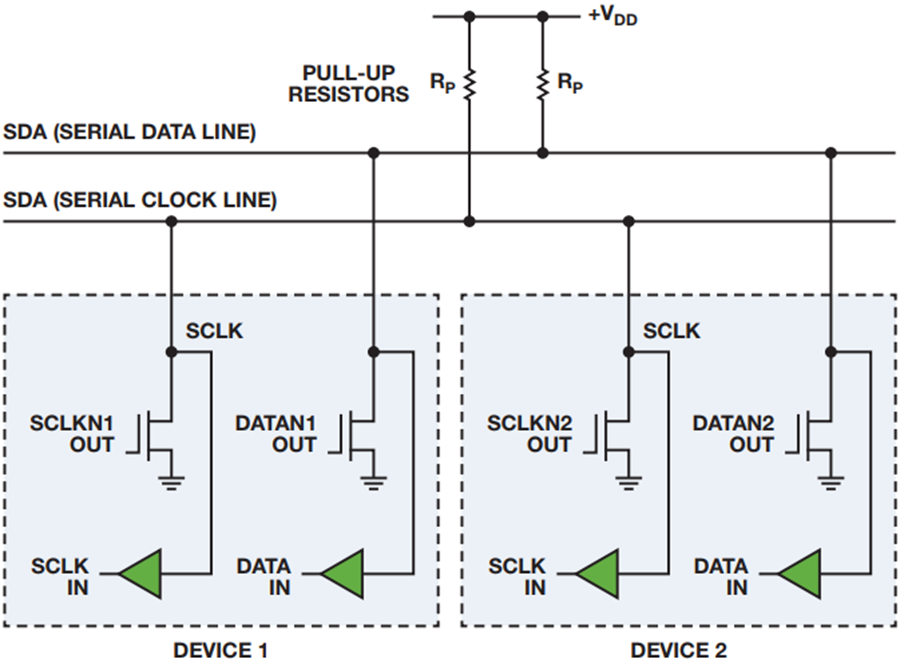 +VDD
PULL-UP
RESISTORS
RP
RP
SDA (SERIAL DATA LINE)
SDA (SERIAL CLOCK LINE)
SCLK
SCLKN1
OUT
DATAN1
OUT
SCLK
IN
DATA
IN
DEVICE 1
SCLK
SCLKN2
OUT
DATAN2
OUT
SCLK
IN
DATA
IN
DEVICE 2